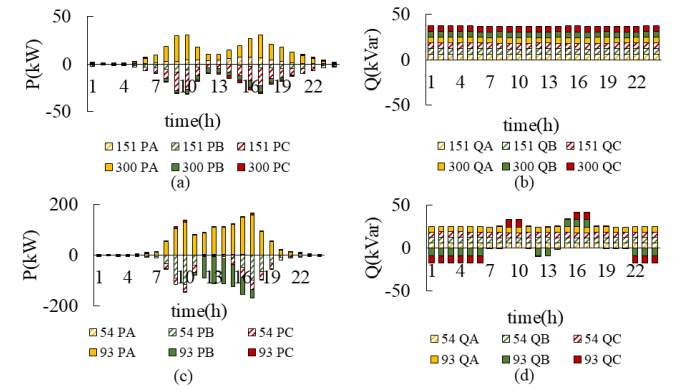 P(kW)
50
0
-50
1 4 7 10 13 16 19 22
time(h)
151 PA 151 PB 151 PC
300 PA 300 PB 300 PC
(a)
Q(kVar)
50
0
-50
1 4 7 10 13 16 19 22
time(h)
151 QA 151 QB 151 QC
300 QA 300 QB 300 QC
(b)
P(kW)
200
0
-200
1 4 7 10 13 16 19 22
time(h)
54 PA 54 PB 54 PC
93 PA 93 PB 93 PC
(c)
Q(kVar)
50
0
-50
1 4 7 10 13 16 19 22
time(h)
54 QA 54 QB 54 QC
93 QA 93 QB 93 QC
(d)